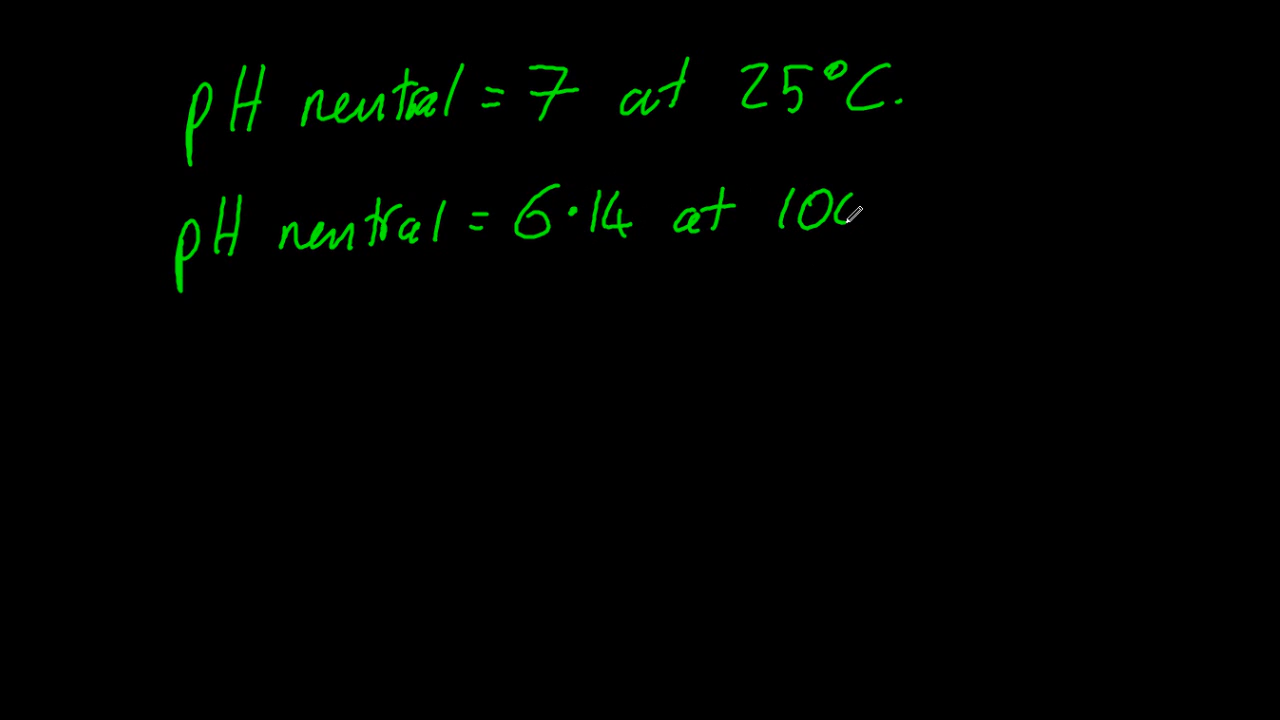 pH neutral = 7 at 25°C.
pH neutral = 6.14 at 100